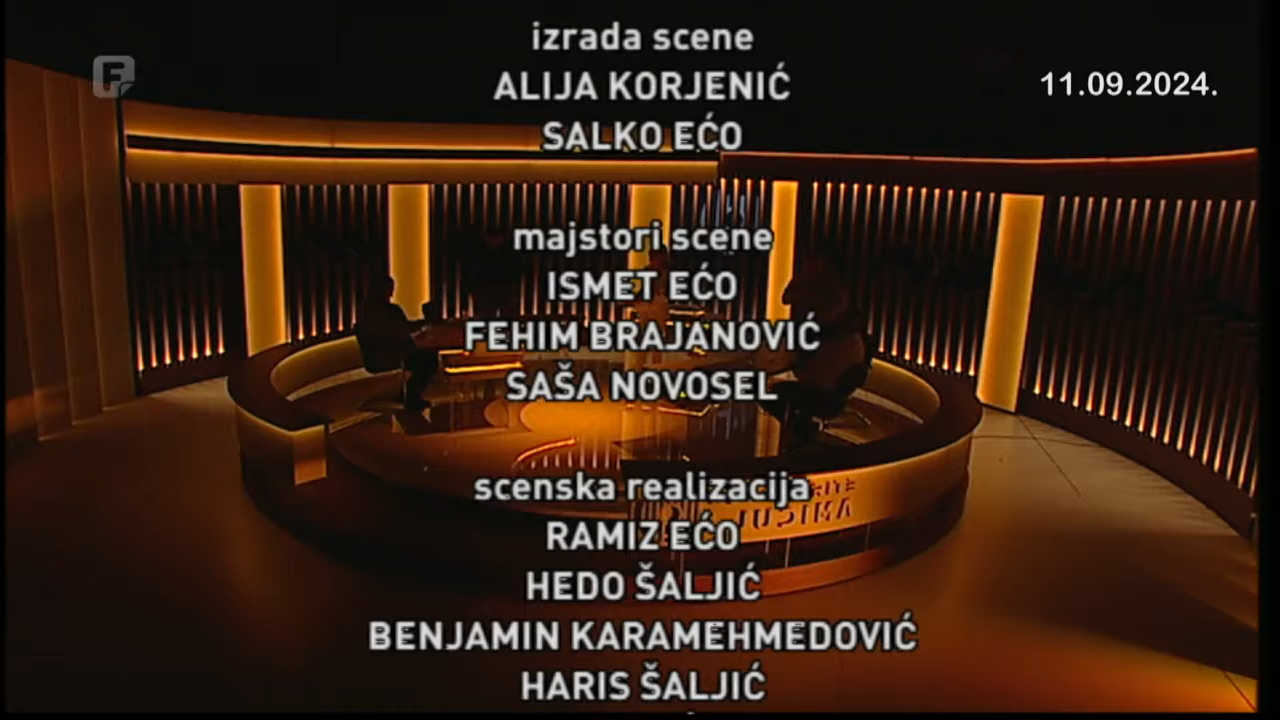 izrada scene
ALIJA KORJENIĆ
SALKO EĆO
11.09.2024.
F
majstori scene
ISMET EĆO
FEHIM BRAJANOVIĆ
SAŠA NOVOSEL
scenska realizacija
RAMIZ EĆO
HEDO ŠALJIĆ
BENJAMIN KARAMEHMEDOVIĆ
HARIS ŠALJIĆ